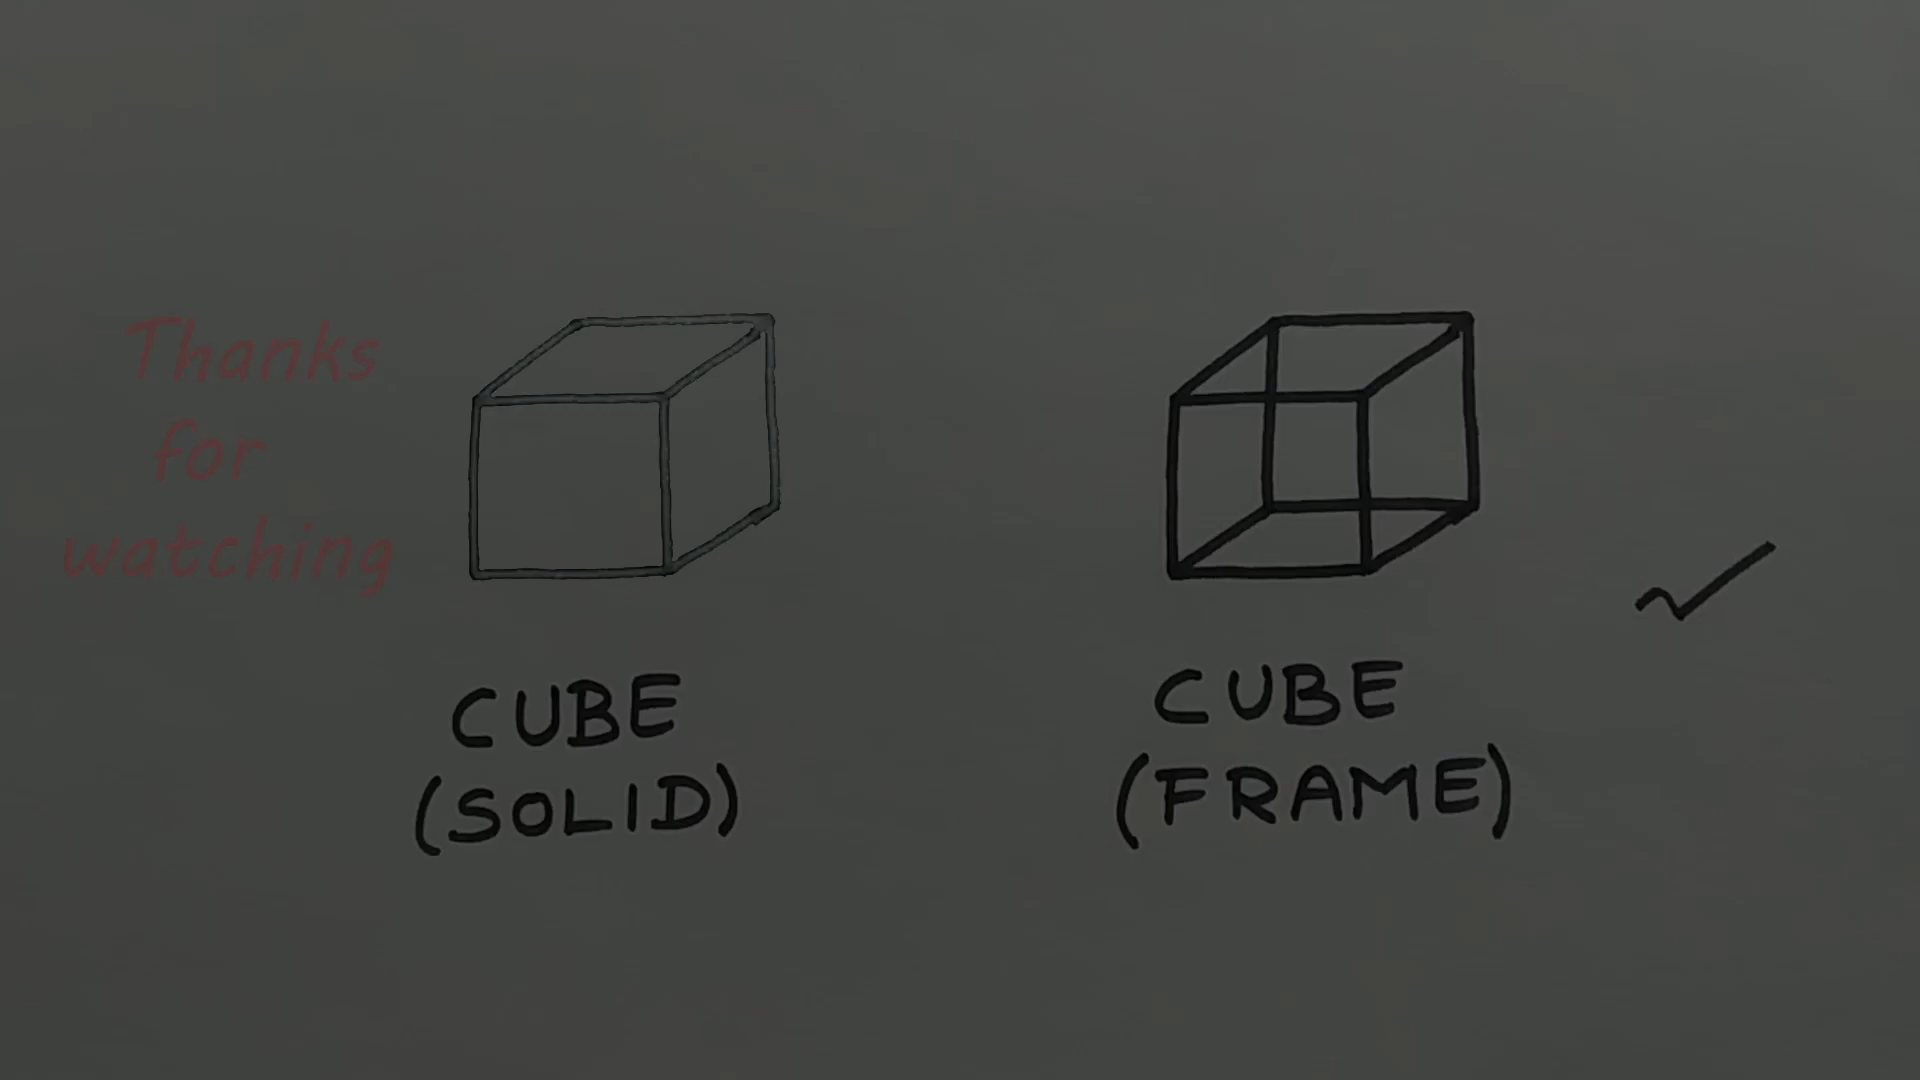 Thanks
for
watching
CUBE
(SOLID)
CUBE
(FRAME)